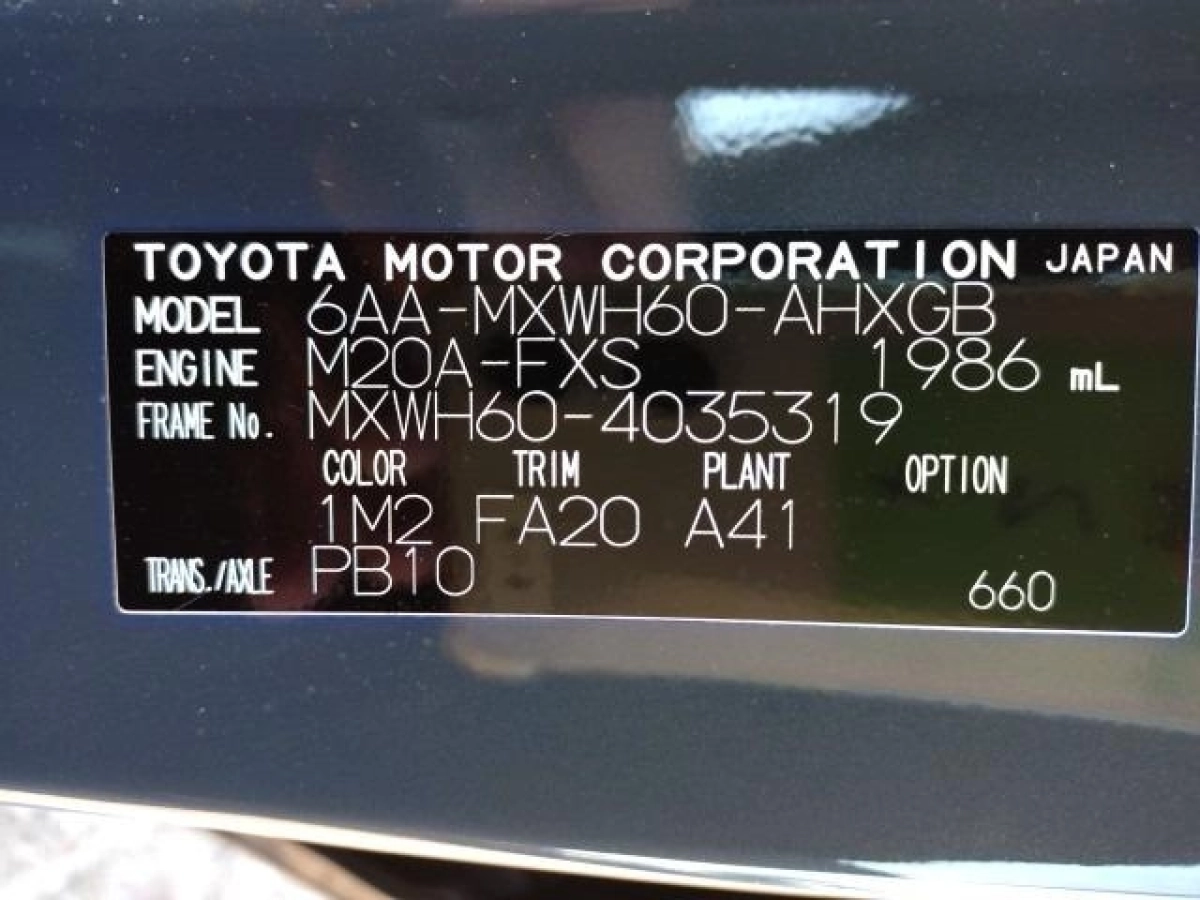 TOYOTA MOTOR CORPORATION JAPAN
MODEL 6AA-MXWH60-AHXGB
ENGINE M20A-FXS 1986 mL
FRAME No. MXWH60-4035319
COLOR TRIM PLANT OPTION
1M2 FA20 A41
TRANS./AXLE PB10 660